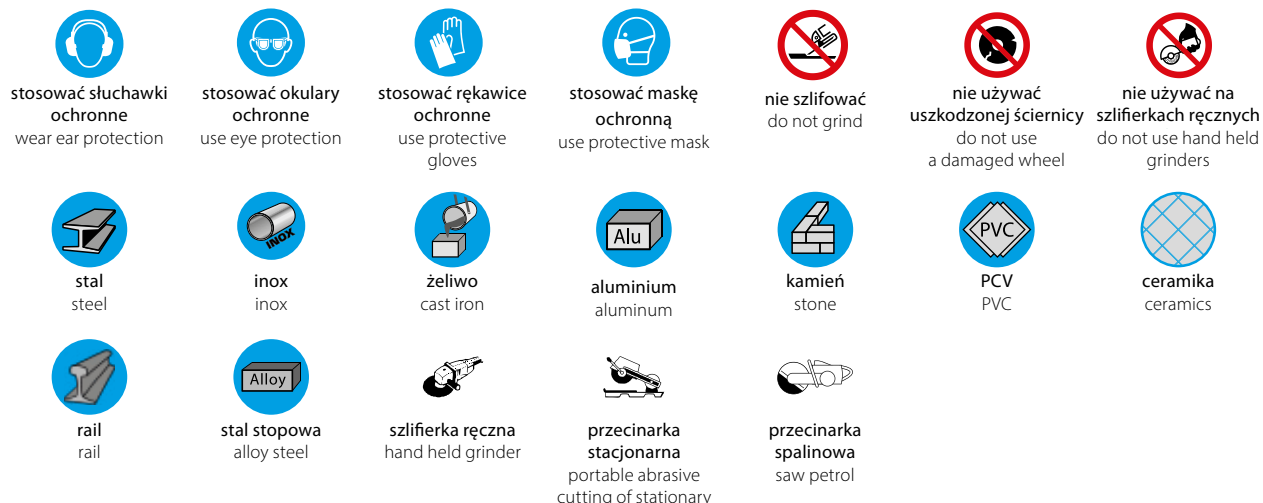 stosować słuchawki
ochronne
wear ear protection
stosować okulary
ochronne
use eye protection
stosować rękawice
ochronne
use protective
gloves
stosować maskę
ochronną
use protective mask
nie szlifować
do not grind
nie używać
uszkodzonej ściernicy
do not use
a damaged wheel
nie używać na
szlifierkach ręcznych
do not use hand held
grinders
INOX
Alu
PVC
stal
steel
inox
inox
żeliwo
cast iron
aluminium
aluminum
kamień
stone
PCV
PVC
ceramika
ceramics
Alloy
rail
rail
stal stopowa
alloy steel
szlifierka ręczna
hand held grinder
przecinarka
stacjonarna
portable abrasive
cutting of stationary
przecinarka
spalinowa
saw petrol